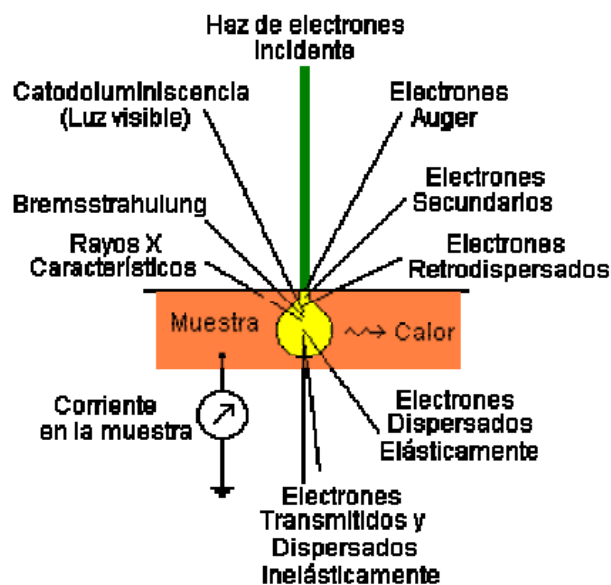 Haz de electrones
Incidente
Catodoluminiscencia
(Luz visible)
Electrones
Auger
Bremsstrahulung
Electrones
Secundarios
Rayos X
Característicos
Electrones
Retrodispersados
Muestra
Calor
Corriente
en la muestra
Electrones
Dispersados
Elásticamente
Electrones
Transmitidos y
Dispersados
Inelásticamente